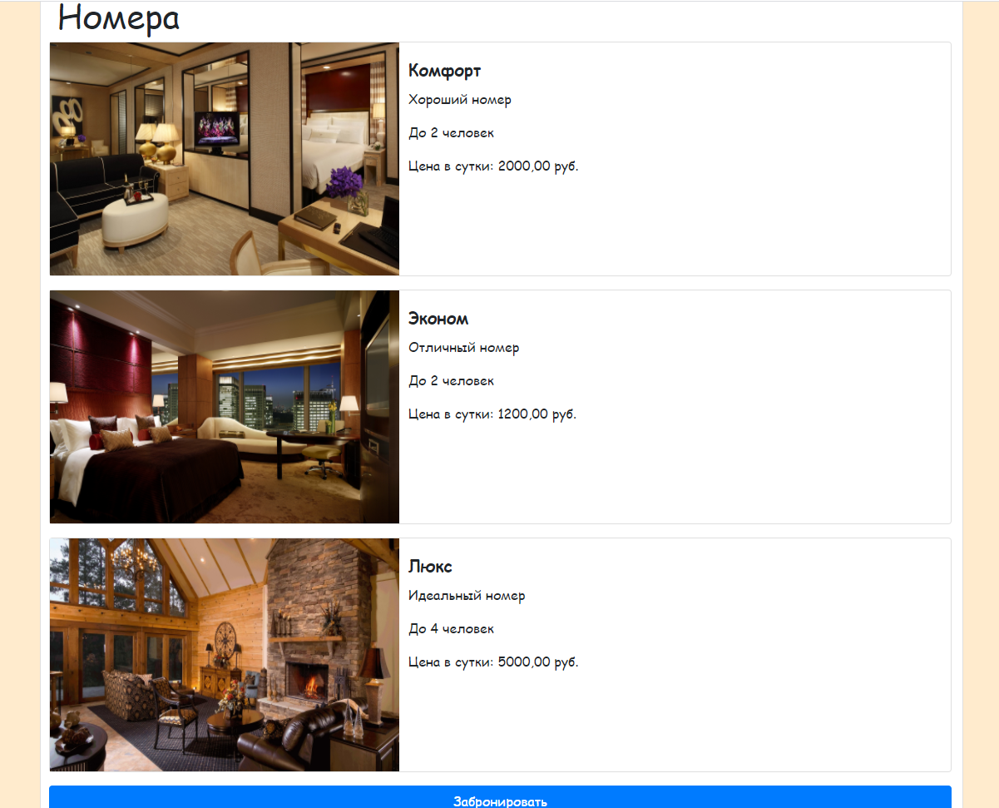 Номера
Комфорт
Хороший номер
До 2 человек
Цена в сутки: 2000,00 руб.
Эконом
Отличный номер
До 2 человек
Цена в сутки: 1200,00 руб.
Люкс
Идеальный номер
До 4 человек
Цена в сутки: 5000,00 руб.
Забронировать